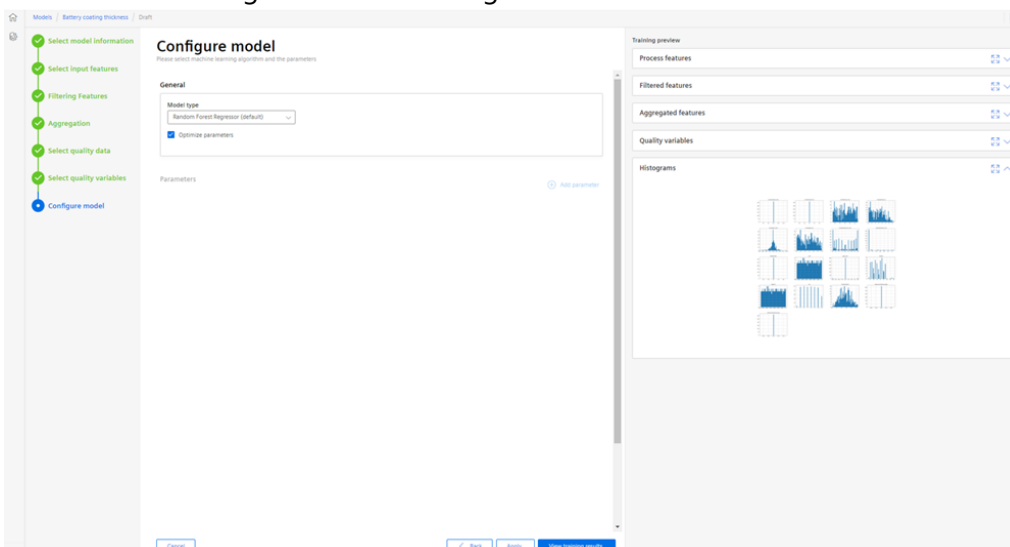 Models / Battery coating thickness / Draft
Select model information
Select input features
Filtering Features
Aggregation
Select quality data
Select quality variables
Configure model
Configure model
Please select machine learning algorithm and the parameters
General
Model type
Random Forest Regressor (default)
Optimize parameters
Parameters
Add parameter
Cancel
Back
Apply
View training results
Training preview
Process features
Filtered features
Aggregated features
Quality variables
Histograms